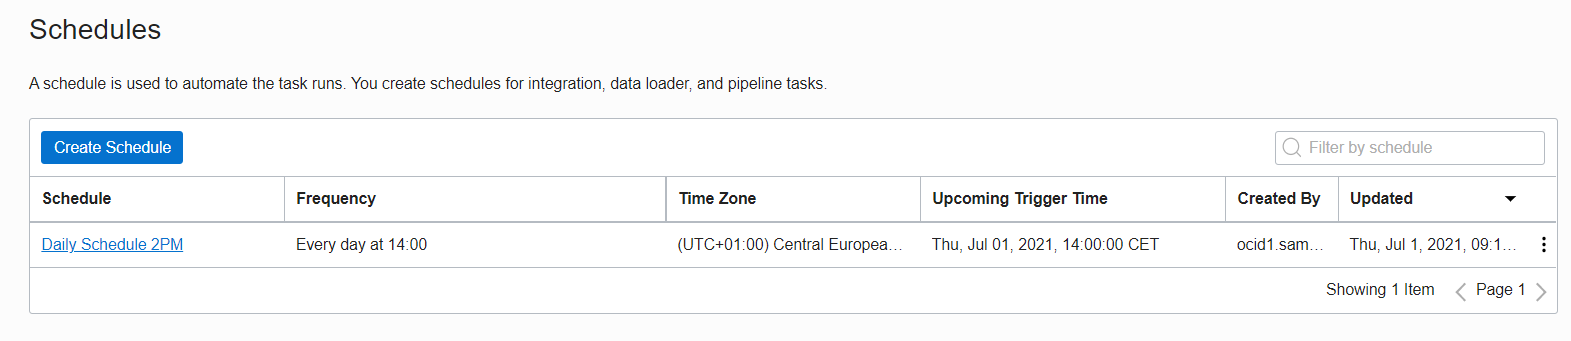 Schedules
A schedule is used to automate the task runs. You create schedules for integration, data loader, and pipeline tasks.
Create Schedule
Filter by schedule
Schedule Frequency Time Zone Upcoming Trigger Time Created By Updated
Daily Schedule 2PM Every day at 14:00 (UTC+01:00) Central Europea... Thu, Jul 01, 2021, 14:00:00 CET ocid1.sam... Thu, Jul 1, 2021, 09:1...
Showing 1 Item Page 1